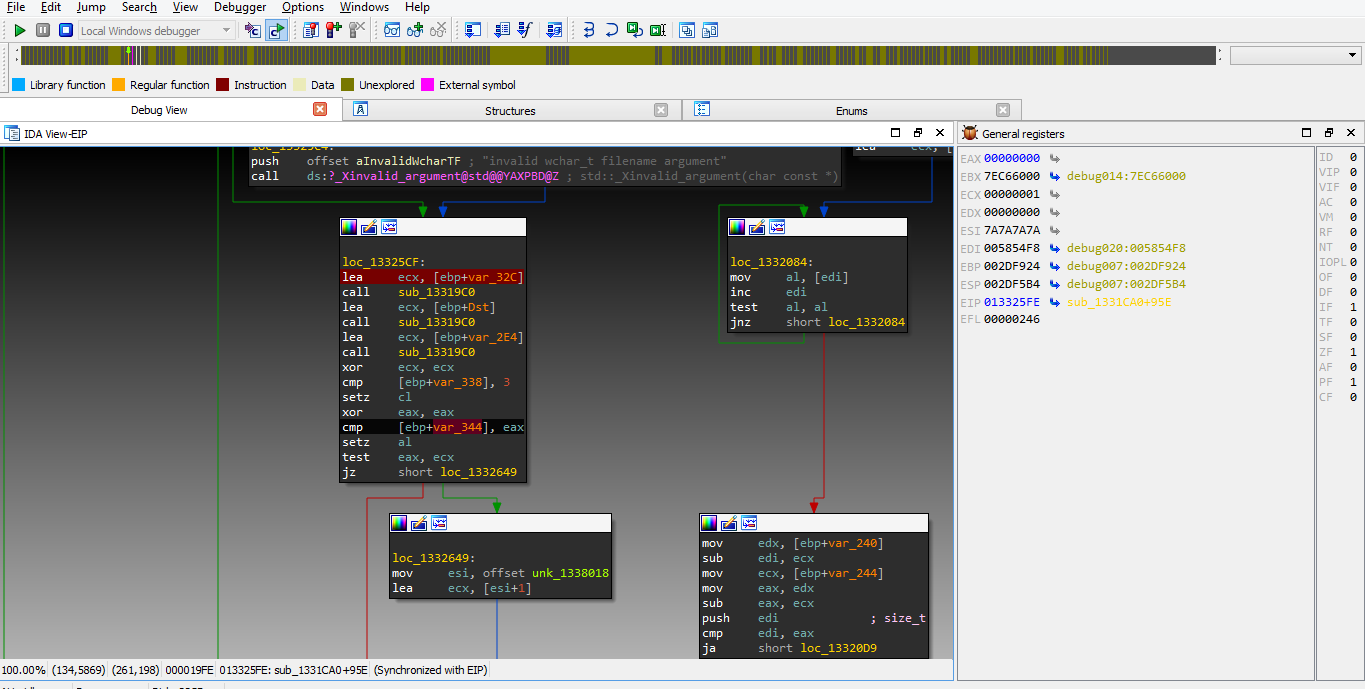 File Edit Jump Search View Debugger Options Windows Help
Local Windows debugger
Library function Regular function Instruction Data Unexplored External symbol
Debug View Structures Enums
IDA View-EIP
push offset aInvalidWcharTF ; "invalid wchar_t filename argument"
call ds:?_Xinvalid_argument@std@@YAXPBD@Z ; std::_Xinvalid_argument(char const *)
loc_13325CF:
lea ecx, [ebp+var_32C]
call sub_13319C0
lea ecx, [ebp+Dst]
call sub_13319C0
lea ecx, [ebp+var_2E4]
call sub_13319C0
xor ecx, ecx
cmp [ebp+var_338], 3
setz cl
xor eax, eax
cmp [ebp+var_344], eax
setz al
test eax, ecx
jz short loc_1332649
loc_1332084:
mov al, [edi]
inc edi
test al, al
jnz short loc_1332084
loc_1332649:
mov esi, offset unk_1338018
lea ecx, [esi+1]
mov edx, [ebp+var_240]
sub edi, ecx
mov ecx, [ebp+var_244]
mov eax, edx
sub eax, ecx
push edi ; size_t
cmp edi, eax
ja short loc_13320D9
100.00% (134,5869) (261,198) 000019FE 013325FE: sub_1331CA0+95E (Synchronized with EIP)
General registers
EAX 00000000
EBX 7EC66000 debug014:7EC66000
ECX 00000001
EDX 00000000
ESI 7A7A7A7A
EDI 005854F8 debug020:005854F8
EBP 002DF924 debug007:002DF924
ESP 002DF5B4 debug007:002DF5B4
EIP 013325FE sub_1331CA0+95E
EFL 00000246
ID 0
VIP 0
VIF 0
AC 0
VM 0
RF 0
NT 0
IOPL 0
OF 0
DF 0
IF 1
TF 0
SF 0
ZF 1
AF 0
PF 1
CF 0